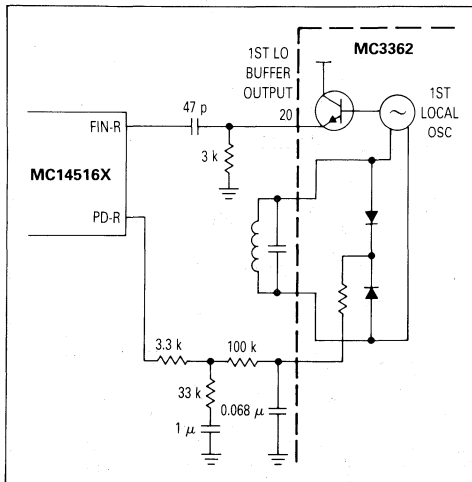 MC3362
1ST LO
BUFFER
OUTPUT
1ST
LOCAL
OSC
47 p
20
FIN-R
3 k
MC14516X
PD-R
3.3 k
100 k
33 k
0.068 μ
1 μ